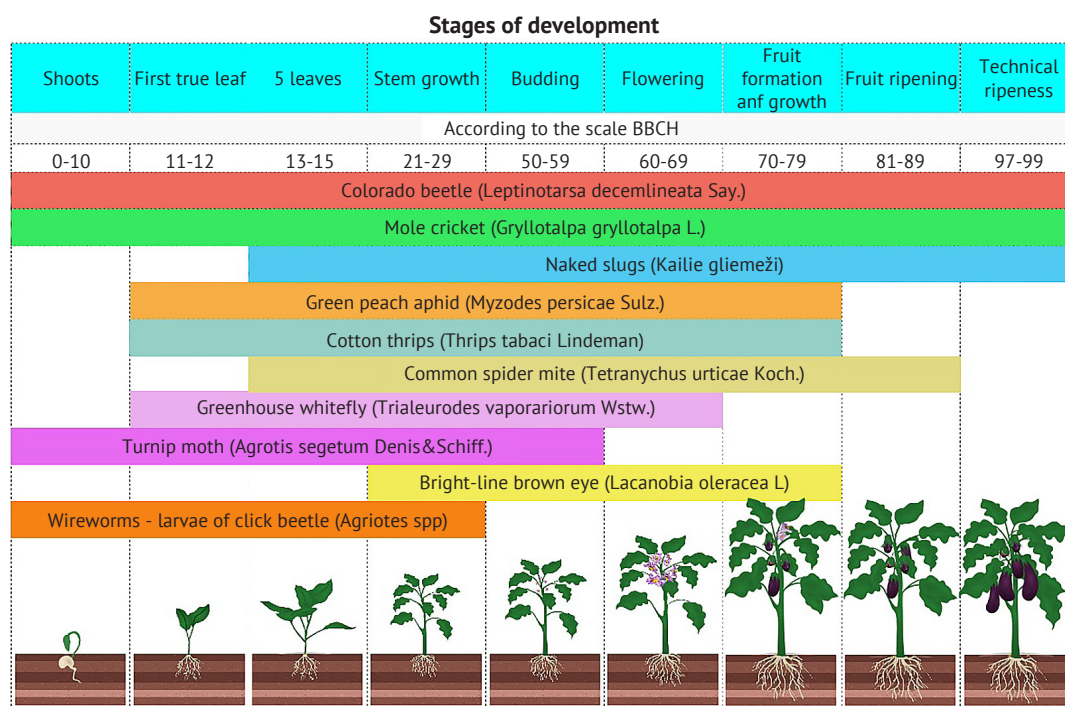 Stages of development
Shoots
First true leaf
5 leaves
Stem growth
Budding
Flowering
Fruit
formation
anf growth
Fruit ripening
Technical
ripeness
According to the scale BBCH
0-10
11-12
13-15
21-29
50-59
60-69
70-79
81-89
97-99
Colorado beetle (Leptinotarsa decemlineata Say.)
Mole cricket (Gryllotalpa gryllotalpa L.)
Naked slugs (Kailie gliemeži)
Green peach aphid (Myzodes persicae Sulz.)
Cotton thrips (Thrips tabaci Lindeman)
Common spider mite (Tetranychus urticae Koch.)
Greenhouse whitefly (Trialeurodes vaporariorum Wstw.)
Turnip moth (Agrotis segetum Denis&Schiff.)
Bright-line brown eye (Lacanobia oleracea L)
Wireworms - larvae of click beetle (Agriotes spp)